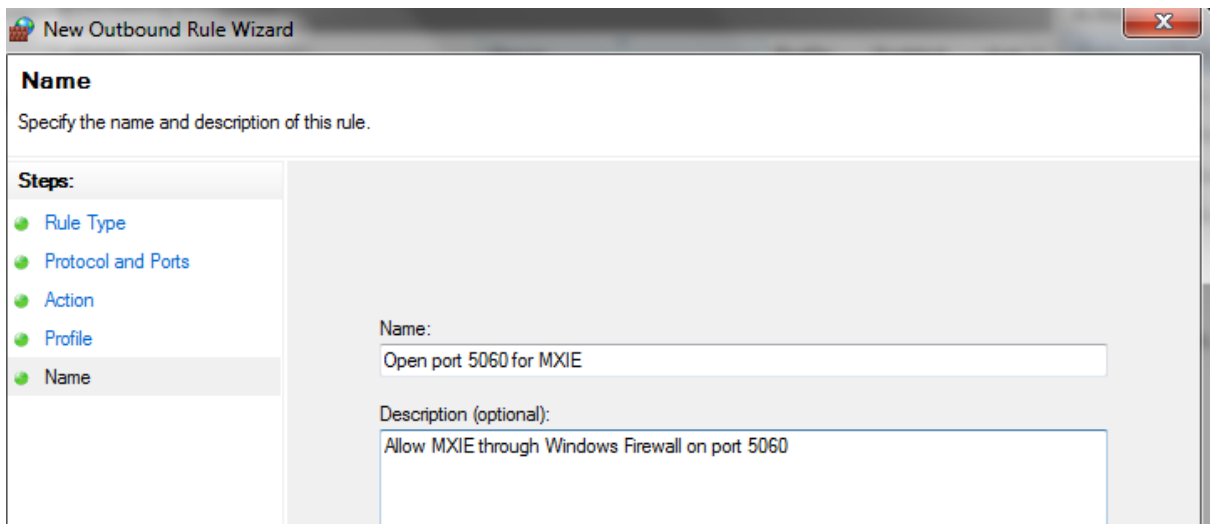 New Outbound Rule Wizard
Name
Specify the name and description of this rule.
Steps:
Rule Type
Protocol and Ports
Action
Profile
Name
Name:
Open port 5060 for MXIE
Description (optional):
Allow MXIE through Windows Firewall on port 5060